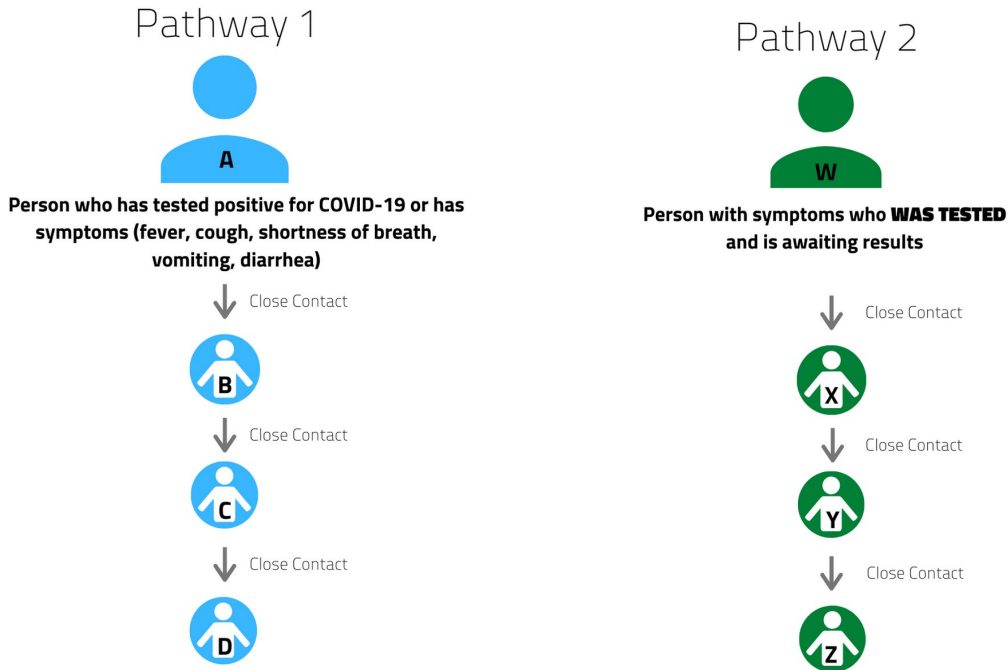 Pathway 1
A
Person who has tested positive for COVID-19 or has
symptoms (fever, cough, shortness of breath,
vomiting, diarrhea)
Close Contact
B
Close Contact
C
Close Contact
D
Pathway 2
W
Person with symptoms who WAS TESTED
and is awaiting results
Close Contact
X
Close Contact
Y
Close Contact
Z